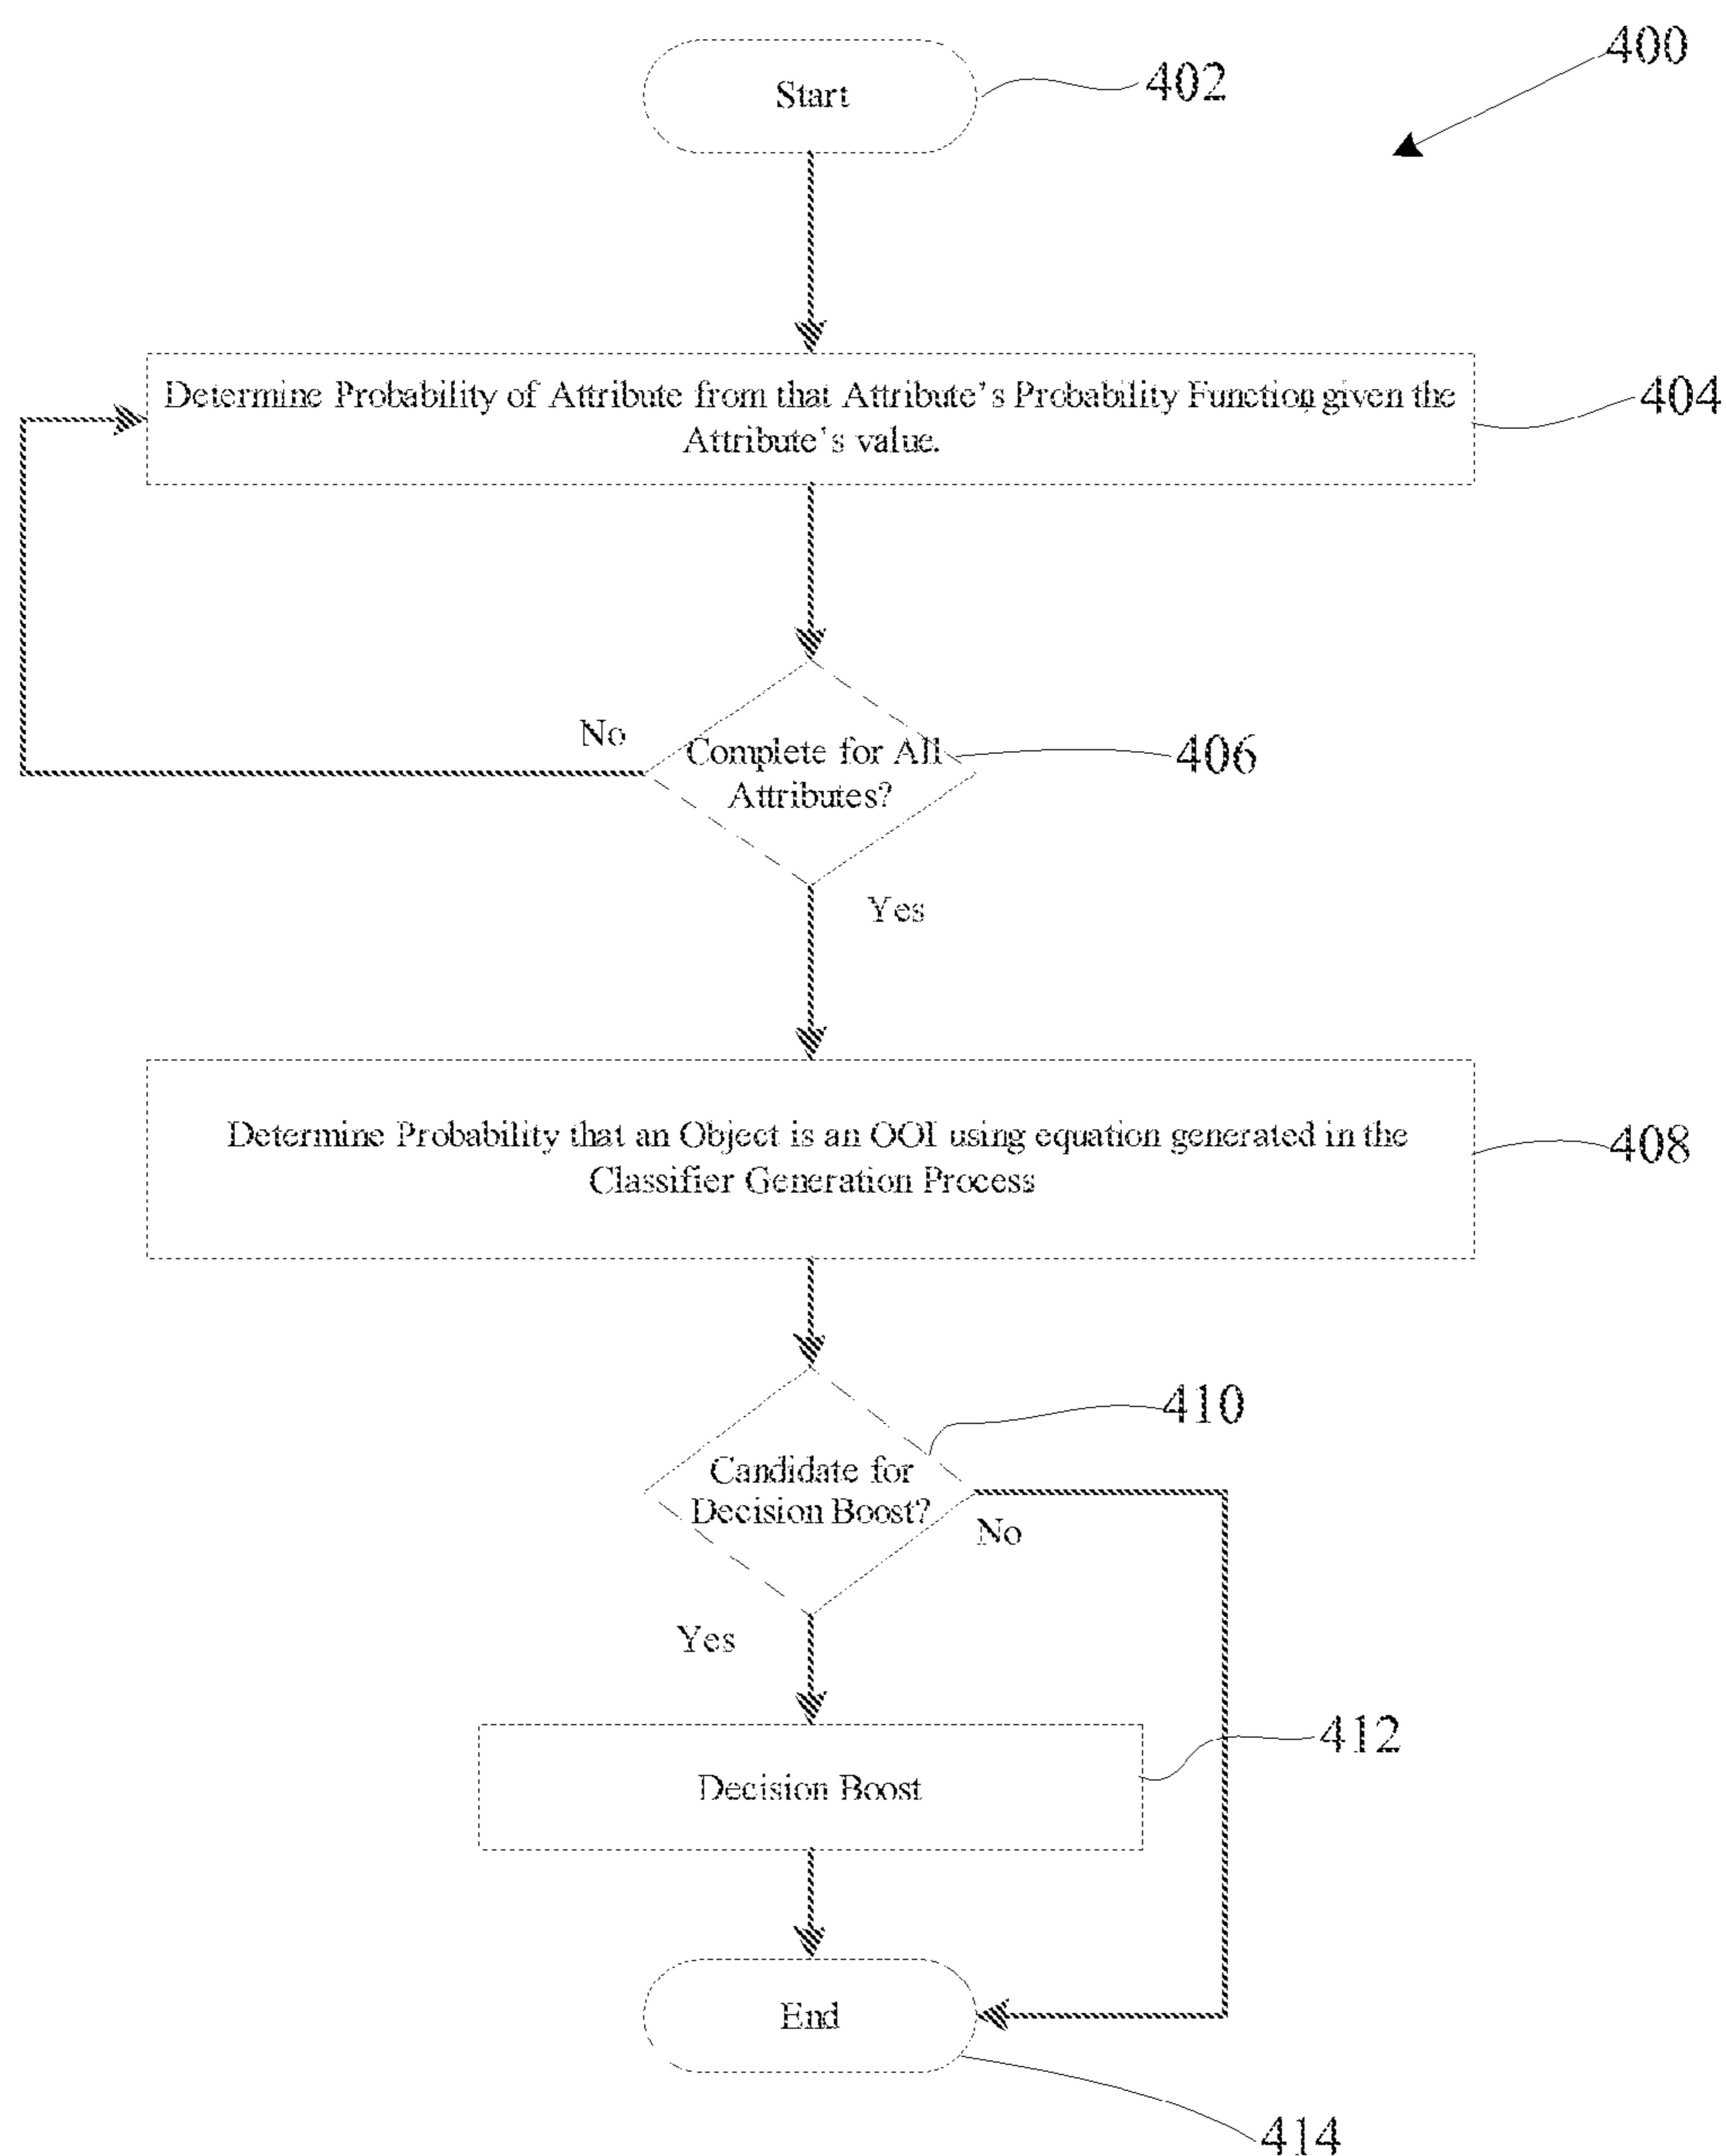 400
Start
402
Determine Probability of Attribute from that Attribute's Probability Function, given the
Attribute's value.
404
No
Complete for All
Attributes?
406
Yes
Determine Probability that an Object is an OOI using equation generated in the
Classifier Generation Process
408
410
Candidate for
Decision Boost?
No
Yes
412
Decision Boost
End
414